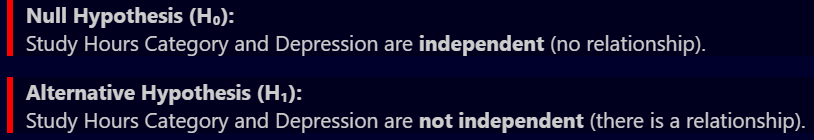 Null Hypothesis (H₀):
Study Hours Category and Depression are independent (no relationship).
Alternative Hypothesis (H₁):
Study Hours Category and Depression are not independent (there is a relationship).